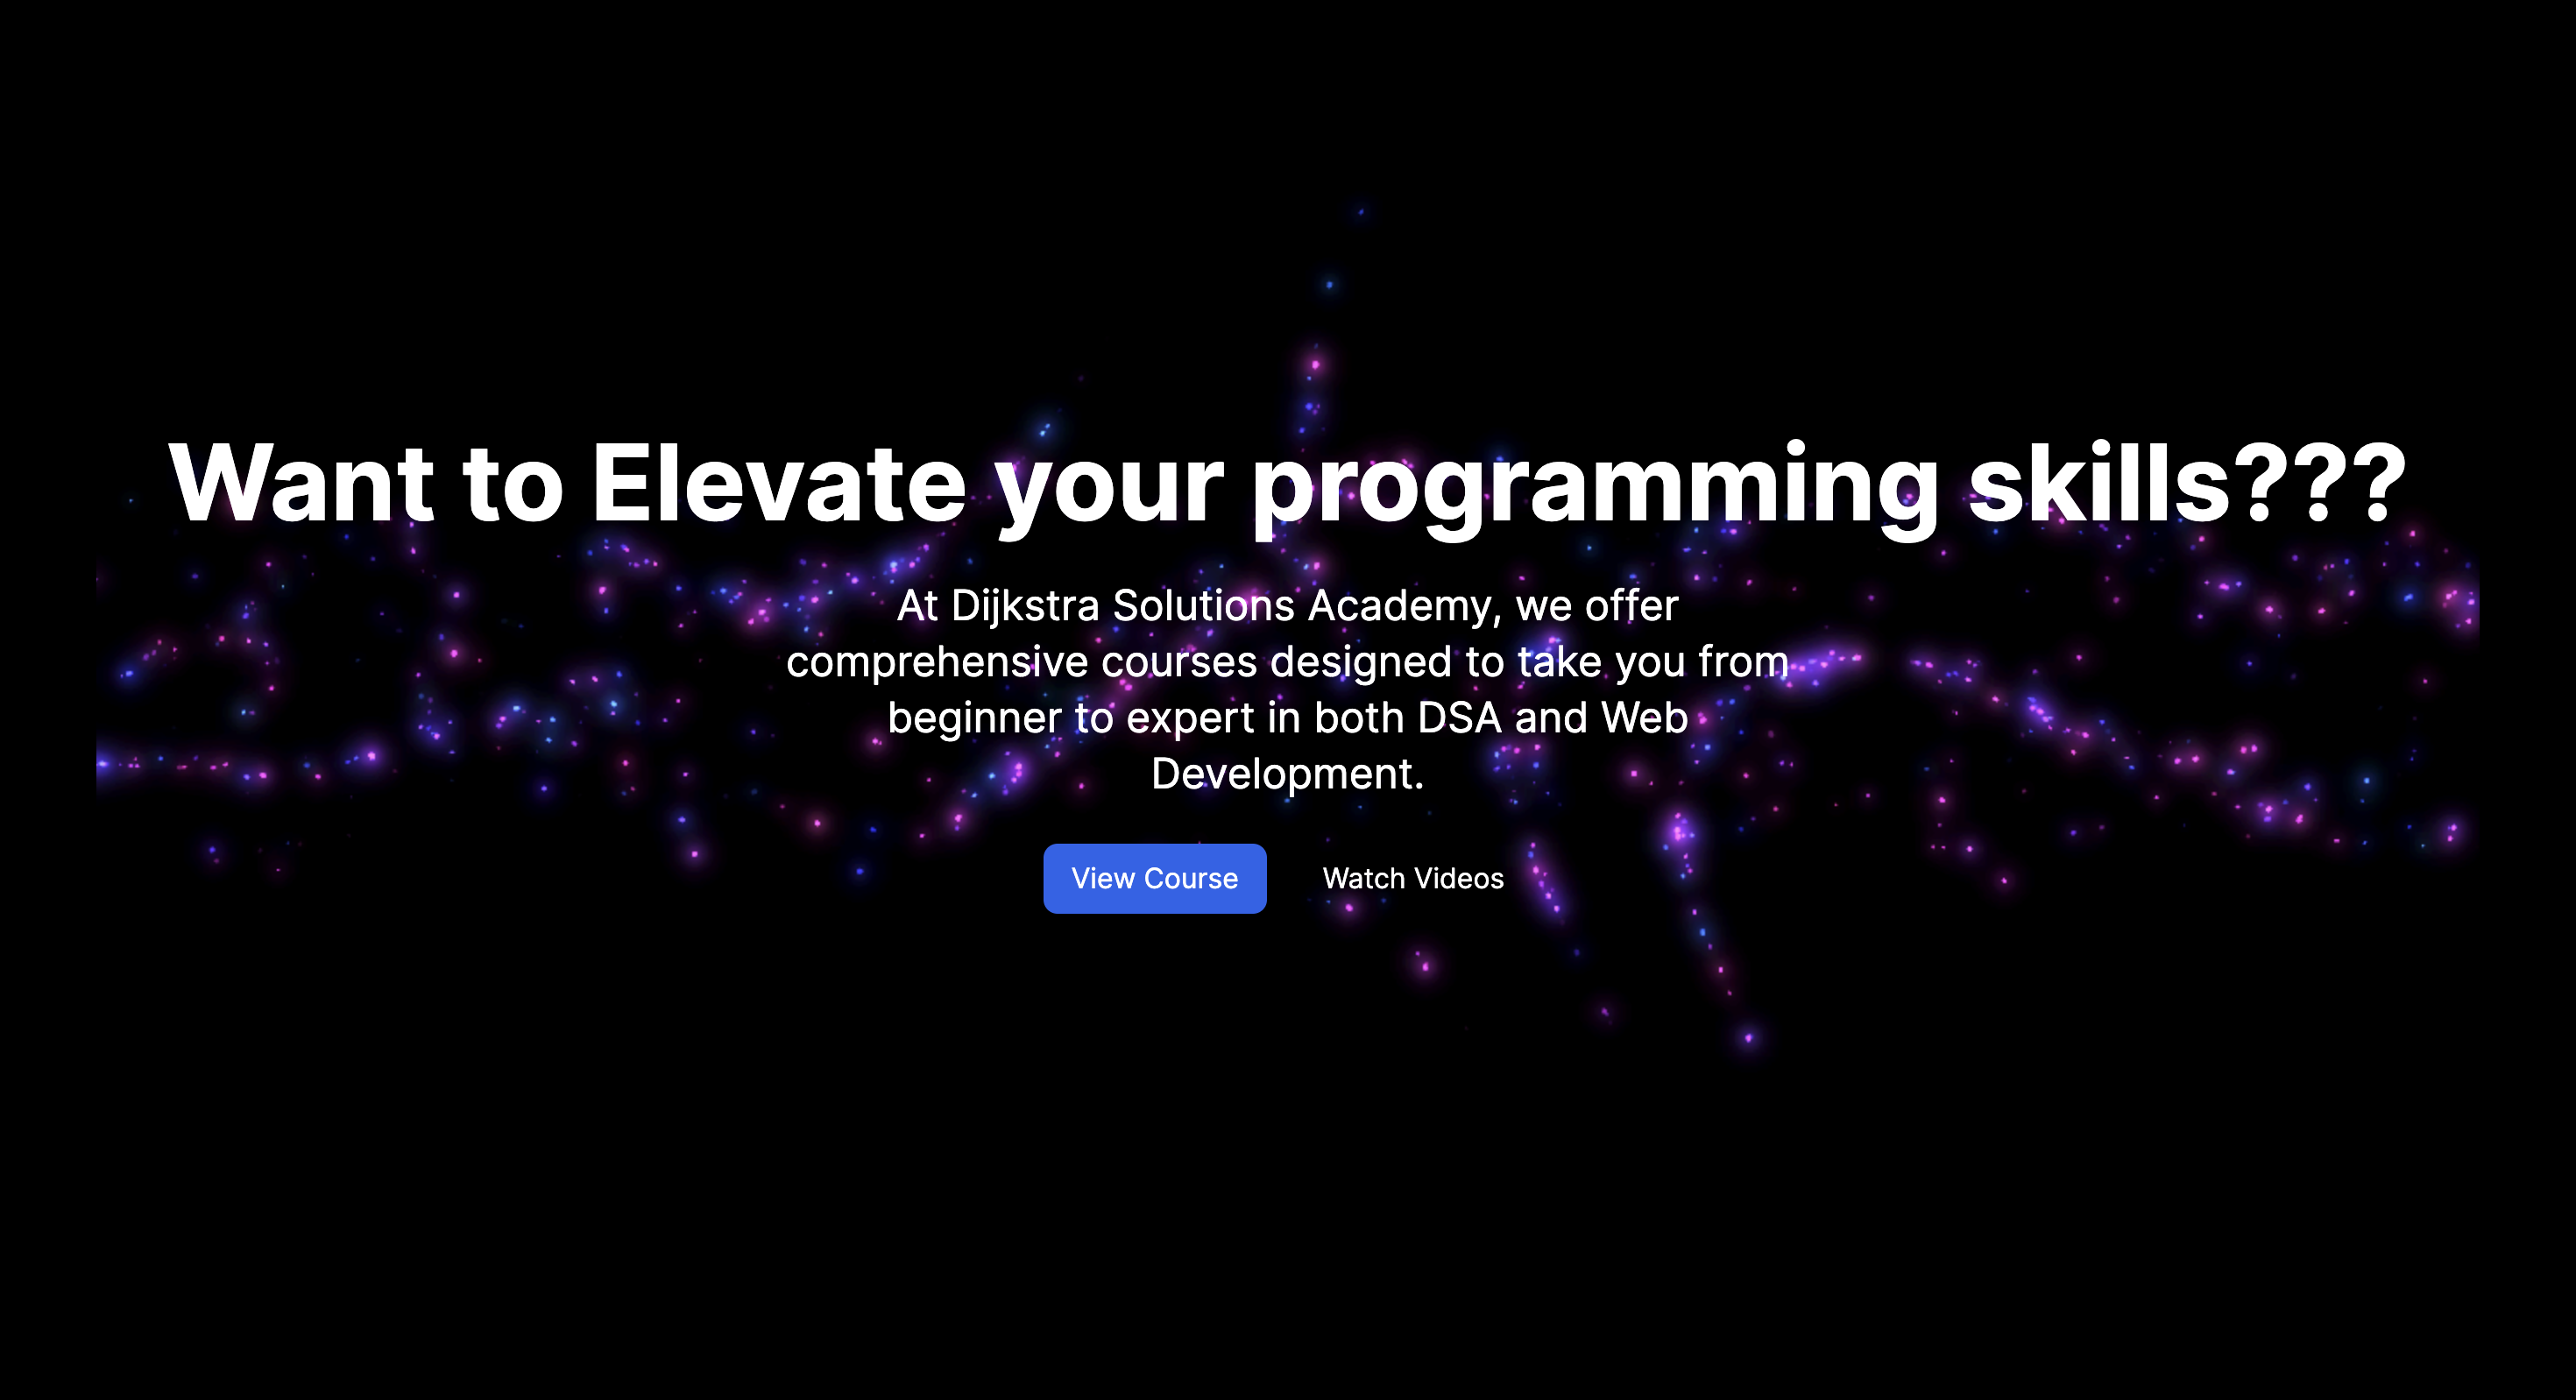 Want to Elevate your programming skills???
At Dijkstra Solutions Academy, we offer
comprehensive courses designed to take you from
beginner to expert in both DSA and Web
Development.
View Course
Watch Videos